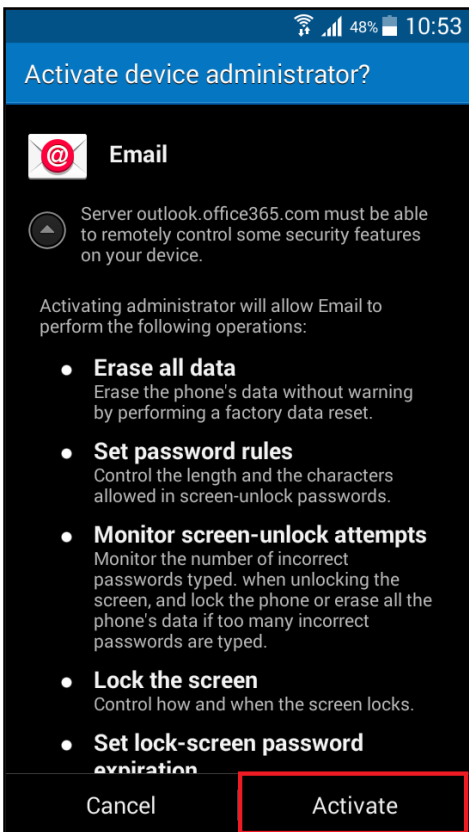 48% 10:53
Activate device administrator?
@ Email
Server outlook.office365.com must be able
to remotely control some security features
on your device.
Activating administrator will allow Email to
perform the following operations:
• Erase all data
Erase the phone's data without warning
by performing a factory data reset.
• Set password rules
Control the length and the characters
allowed in screen-unlock passwords.
• Monitor screen-unlock attempts
Monitor the number of incorrect
passwords typed. when unlocking the
screen, and lock the phone or erase all the
phone's data if too many incorrect
passwords are typed.
• Lock the screen
Control how and when the screen locks.
• Set lock-screen password
expiration
Cancel Activate